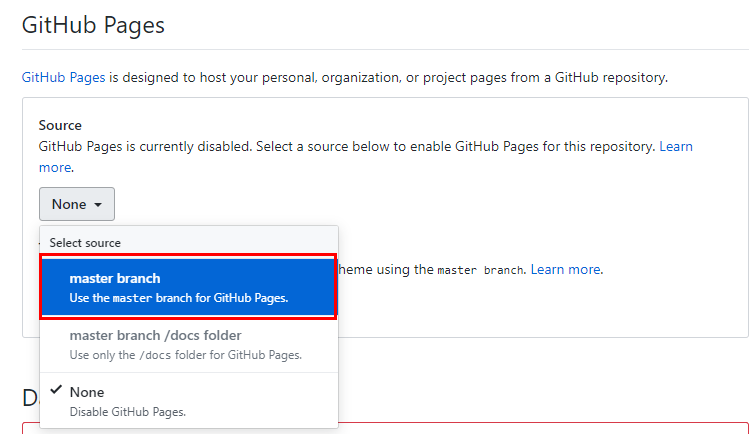 GitHub Pages
GitHub Pages is designed to host your personal, organization, or project pages from a GitHub repository.
Source
GitHub Pages is currently disabled. Select a source below to enable GitHub Pages for this repository. Learn
more.
None
Select source
heme using the master branch. Learn more.
master branch
Use the master branch for GitHub Pages.
master branch /docs folder
Use only the /docs folder for GitHub Pages.
None
Disable GitHub Pages.
D